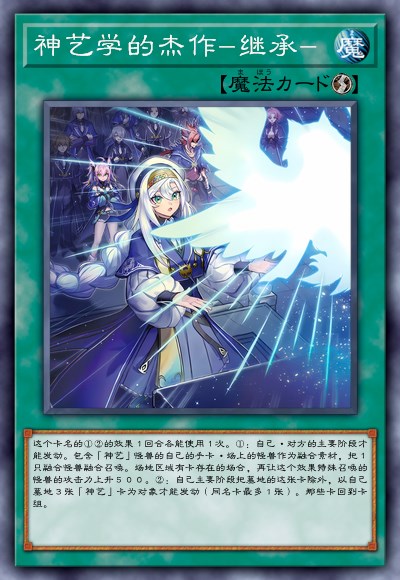 神艺学的杰作-继承-
魔
【魔法カード】
ま ほう
这个卡名的①②的效果1回合各能使用1次。①：自己·对方的主要阶段才
能发动。包含「神艺」怪兽的自己的手卡·场上的怪兽作为融合素材，把1
只融合怪兽融合召唤。场地区域有卡存在的场合，再让这个效果特殊召唤的
怪兽的攻击力上升500。②：自己主要阶段把墓地的这张卡除外，以自己
墓地3张「神艺」卡为对象才能发动（同名卡最多1张）。那些卡回到卡
组。